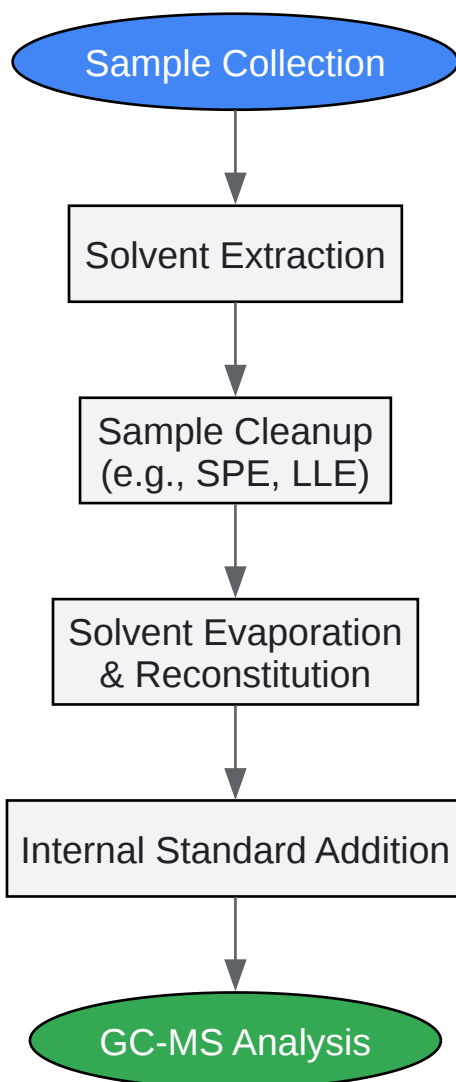 Sample Collection
Solvent Extraction
Sample Cleanup
(e.g., SPE, LLE)
Solvent Evaporation
& Reconstitution
Internal Standard Addition
GC-MS Analysis